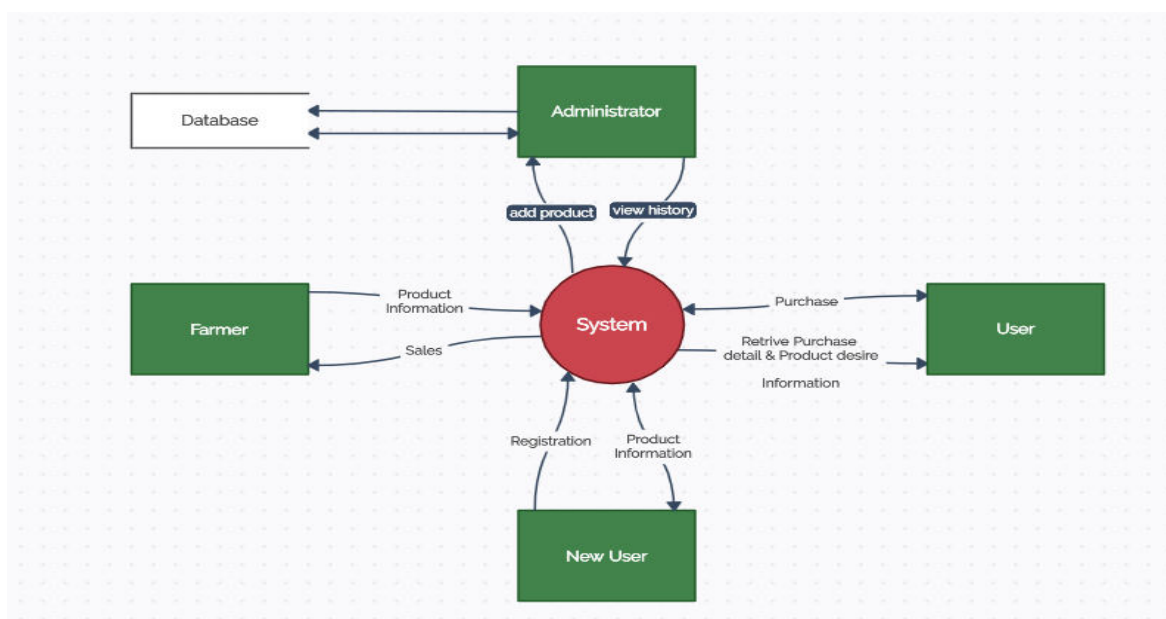 Administrator
Database
add product
view history
Product
Information
Farmer
Sales
System
Purchase
User
Retrive Purchase
detail & Product desire
Information
Registration
Product
Information
New User